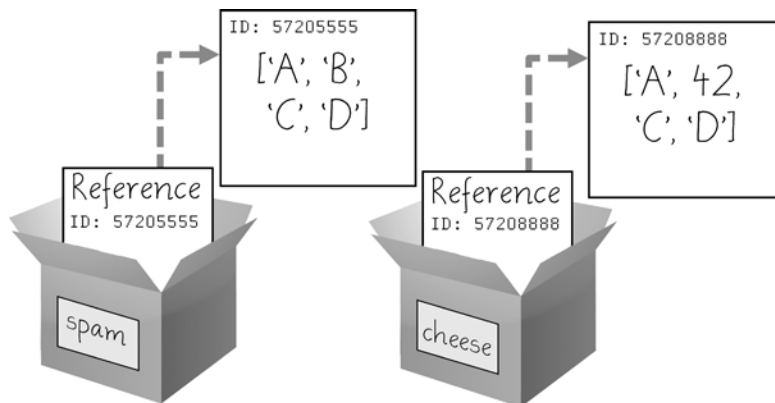 ID: 57205555
['A', 'B',
'C', 'D']
Reference
ID: 57205555
spam
ID: 57208888
['A', 42,
'C', 'D']
Reference
ID: 57208888
cheese